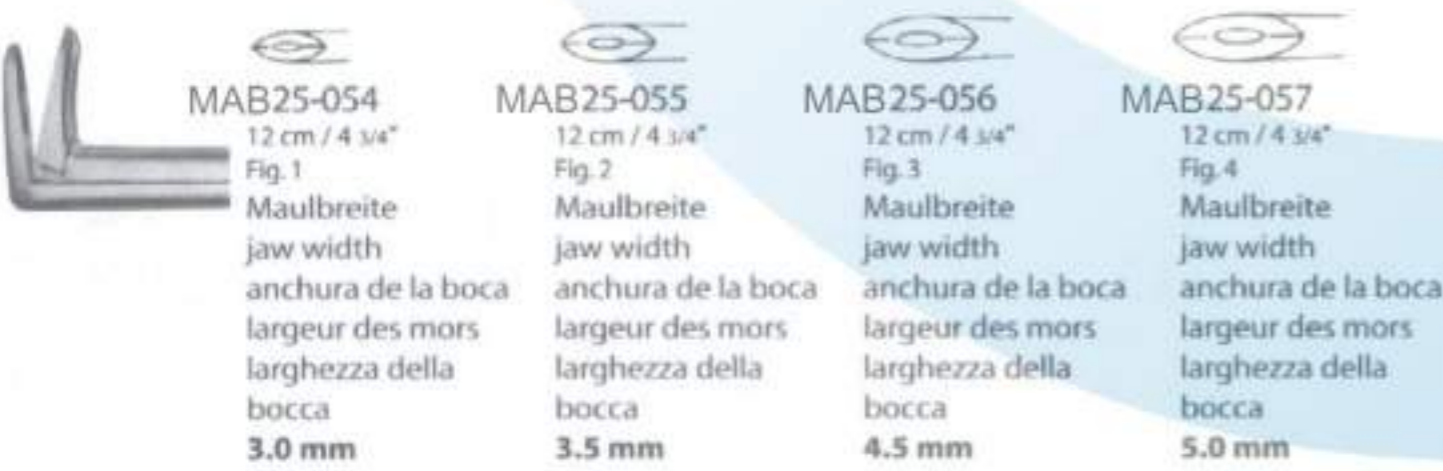 MAB25-054
12 cm / 4 3/4"
Fig. 1
Maulbreite
jaw width
anchura de la boca
largeur des mors
larghezza della
bocca
3.0 mm
MAB25-055
12 cm / 4 3/4"
Fig. 2
Maulbreite
jaw width
anchura de la boca
largeur des mors
larghezza della
bocca
3.5 mm
MAB25-056
12 cm / 4 3/4"
Fig. 3
Maulbreite
jaw width
anchura de la boca
largeur des mors
larghezza della
bocca
4.5 mm
MAB25-057
12 cm / 4 3/4"
Fig. 4
Maulbreite
jaw width
anchura de la boca
largeur des mors
larghezza della
bocca
5.0 mm